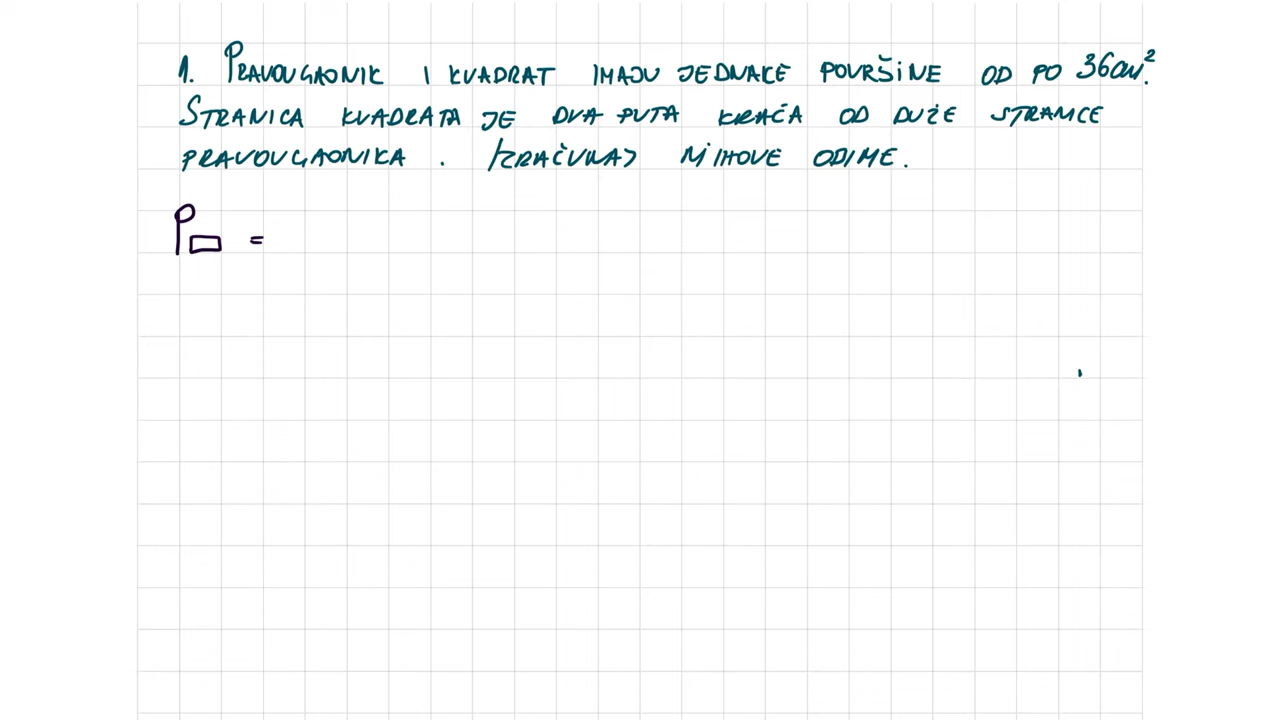 1. PRAVOUGAONIK I KVADRAT IMAJU JEDNAKE POVRŠINE OD PO 36cm².
STRANICA KVADRATA JE DVA PUTA KRAĆA OD DUŽE STRANICE
PRAVOUGAONIKA. IZRAČUNAJ NJIHOVE OBIME.
P▭ =